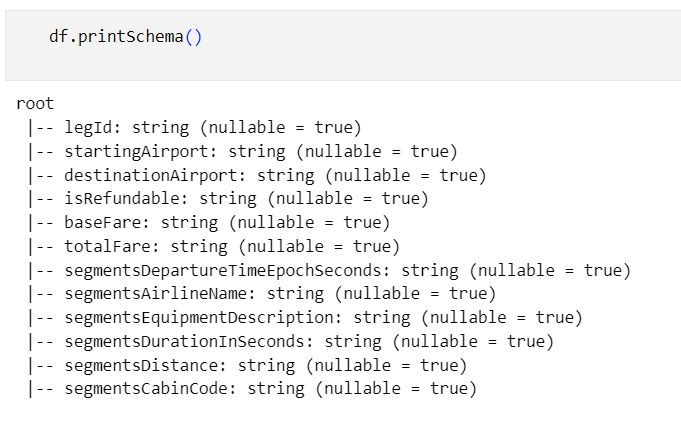 df.printSchema()
root
|-- legId: string (nullable = true)
|-- startingAirport: string (nullable = true)
|-- destinationAirport: string (nullable = true)
|-- isRefundable: string (nullable = true)
|-- baseFare: string (nullable = true)
|-- totalFare: string (nullable = true)
|-- segmentsDepartureTimeEpochSeconds: string (nullable = true)
|-- segmentsAirlineName: string (nullable = true)
|-- segmentsEquipmentDescription: string (nullable = true)
|-- segmentsDurationInSeconds: string (nullable = true)
|-- segmentsDistance: string (nullable = true)
|-- segmentsCabinCode: string (nullable = true)